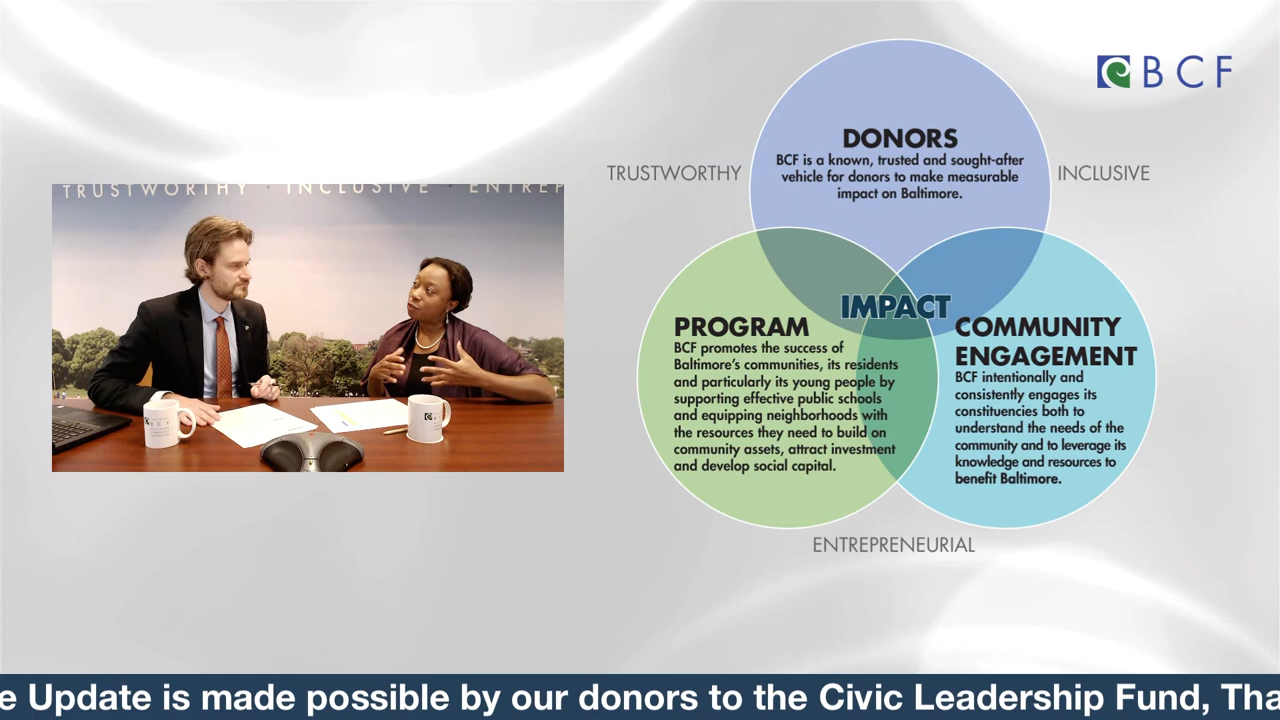 BCF
TRUSTWORTHY · INCLUSIVE · ENTREP
BCF
BCF
DONORS
BCF is a known, trusted and sought-after
vehicle for donors to make measurable
impact on Baltimore.
TRUSTWORTHY
INCLUSIVE
IMPACT
PROGRAM
BCF promotes the success of
Baltimore’s communities, its residents
and particularly its young people by
supporting effective public schools
and equipping neighborhoods with
the resources they need to build on
community assets, attract investment
and develop social capital.
COMMUNITY
ENGAGEMENT
BCF intentionally and
consistently engages its
constituencies both to
understand the needs of the
community and to leverage its
knowledge and resources to
benefit Baltimore.
ENTREPRENEURIAL
e Update is made possible by our donors to the Civic Leadership Fund, Tha